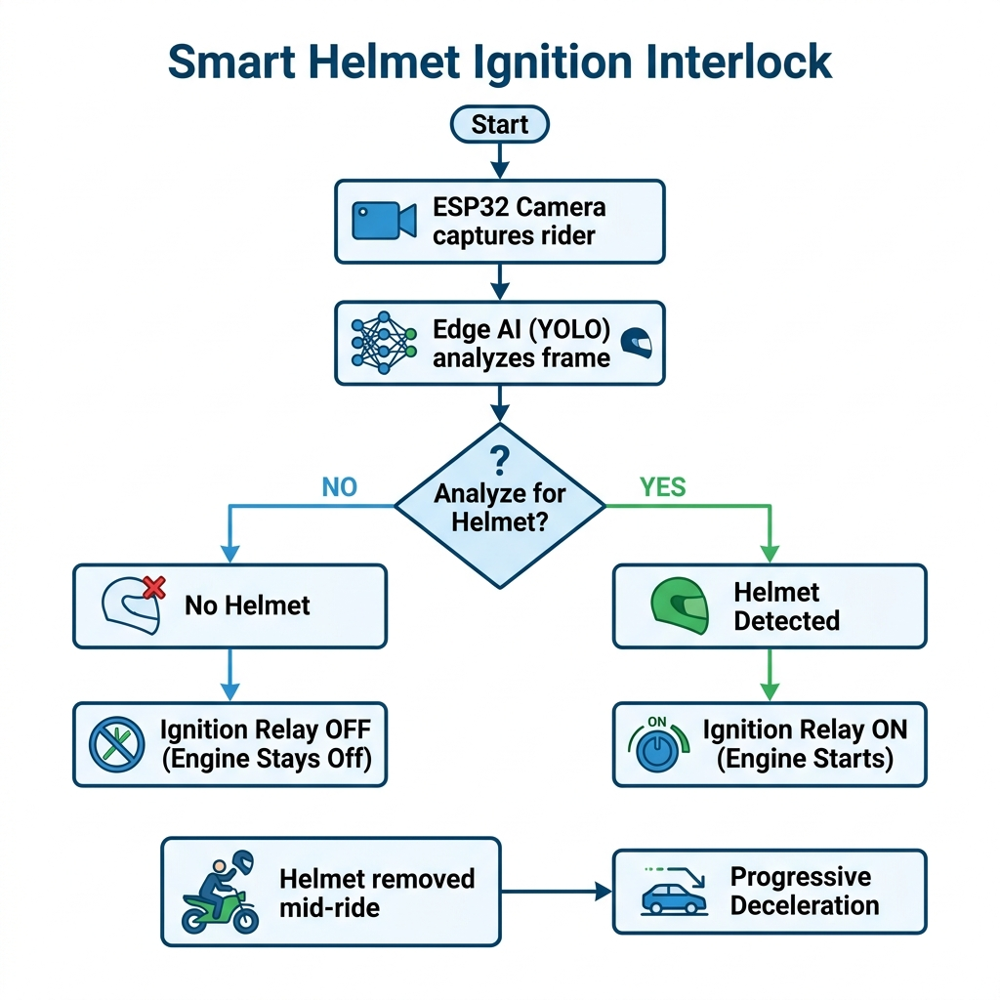 Smart Helmet Ignition Interlock
Start
ESP32 Camera
captures rider
Edge AI (YOLO)
analyzes frame
?
Analyze for
Helmet?
NO
YES
No Helmet
Helmet
Detected
Ignition Relay OFF
(Engine Stays Off)
ON
Ignition Relay ON
(Engine Starts)
Helmet removed
mid-ride
Progressive
Deceleration